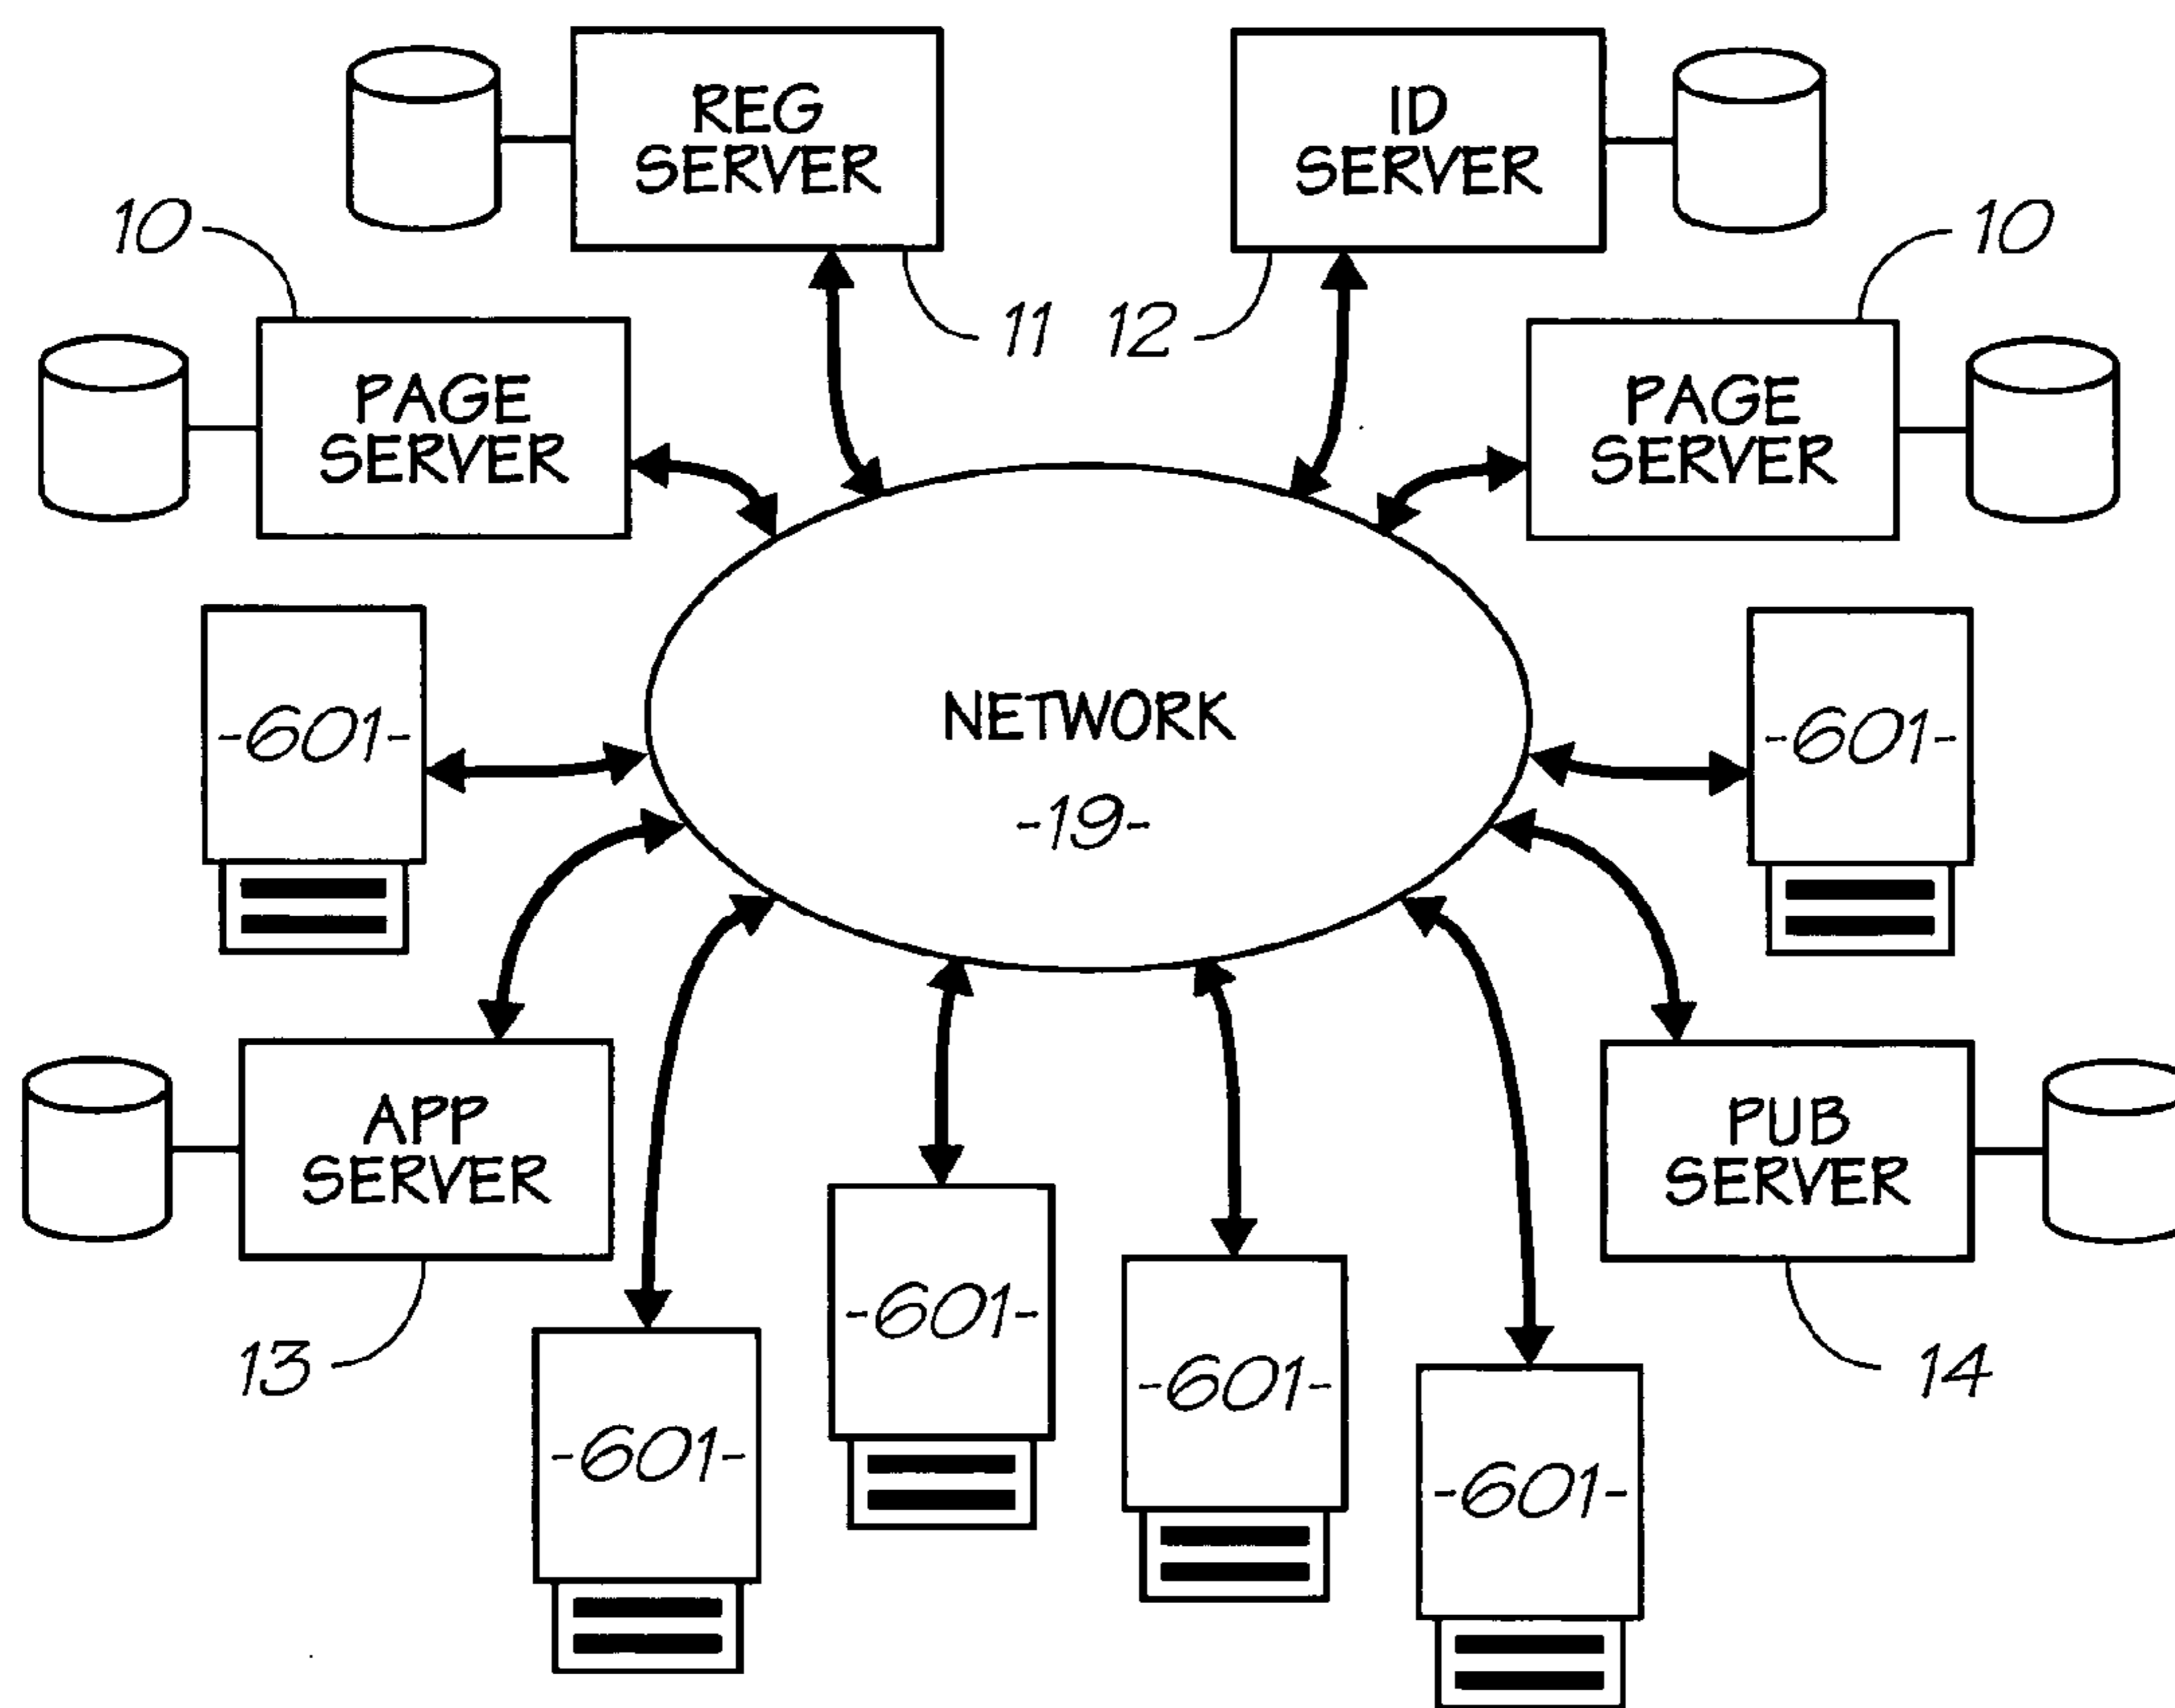 REG
SERVER
ID
SERVER
10
10
11
12
PAGE
SERVER
PAGE
SERVER
-601-
NETWORK
-19-
-601-
APP
SERVER
PUB
SERVER
13
-601-
-601-
-601-
-601-
14